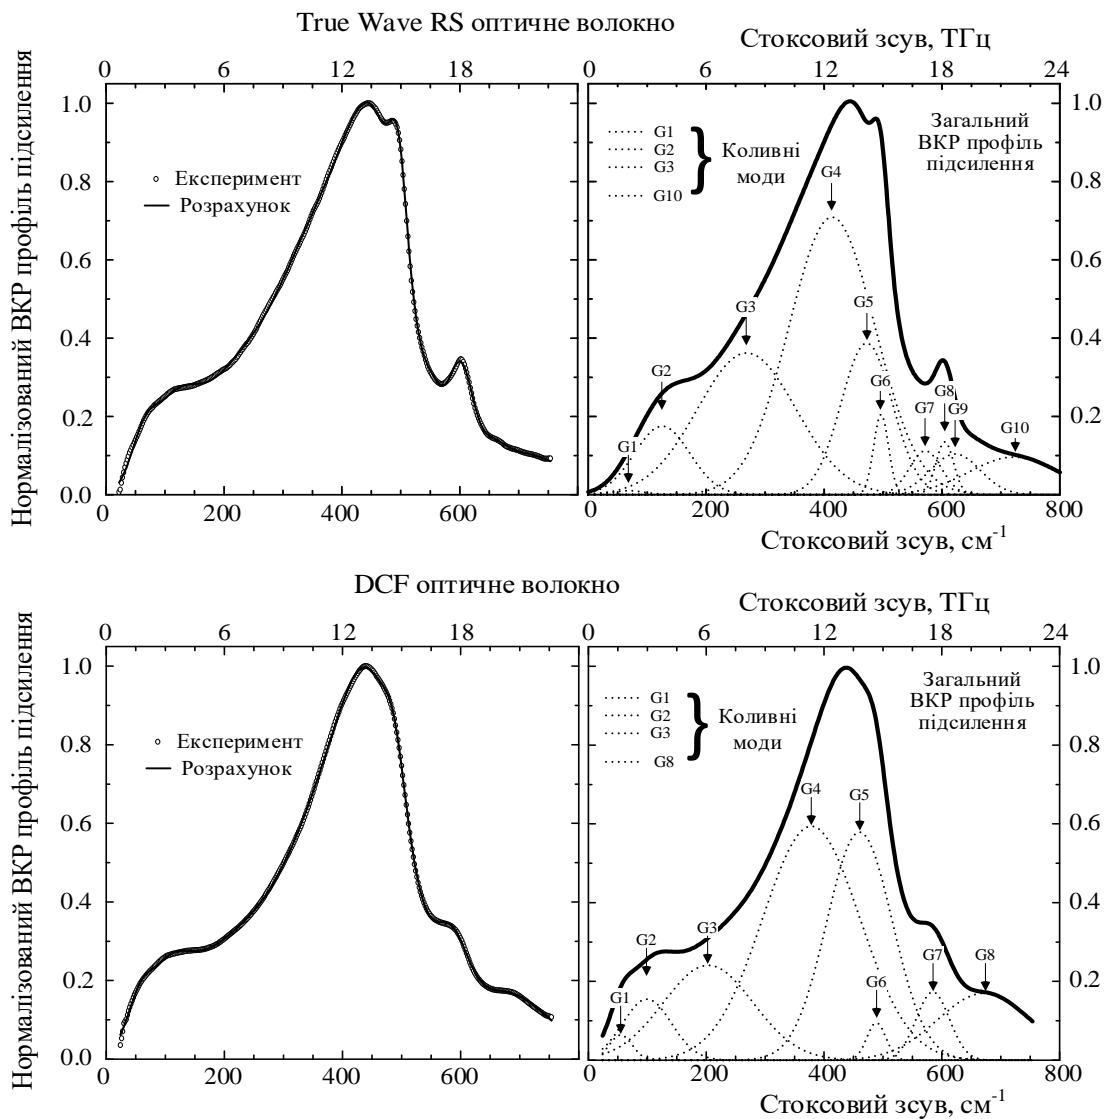 True Wave RS оптичне волокно
Стоксовий зсув, ТГц
0 6 12 18
0 6 12 18 24
Нормалізований ВКР профіль підсилення
1.0
0.8
0.6
0.4
0.2
0.0
Експеримент
Розрахунок
200 400 600
G1
G2
G3
G10
Коливні
моди
Загальний
ВКР профіль
підсилення
G1
G2
G3
G4
G5
G6
G7
G8
G9
G10
1.0
0.8
0.6
0.4
0.2
200 400 600 800
Стоксовий зсув, см-1
DCF оптичне волокно
Стоксовий зсув, ТГц
0 6 12 18
0 6 12 18 24
Нормалізований ВКР профіль підсилення
1.0
0.8
0.6
0.4
0.2
0.0
Експеримент
Розрахунок
0 200 400 600
G1
G2
G3
G8
Коливні
моди
Загальний
ВКР профіль
підсилення
G1
G2
G3
G4
G5
G6
G7
G8
1.0
0.8
0.6
0.4
0.2
0 200 400 600 800
Стоксовий зсув, см-1